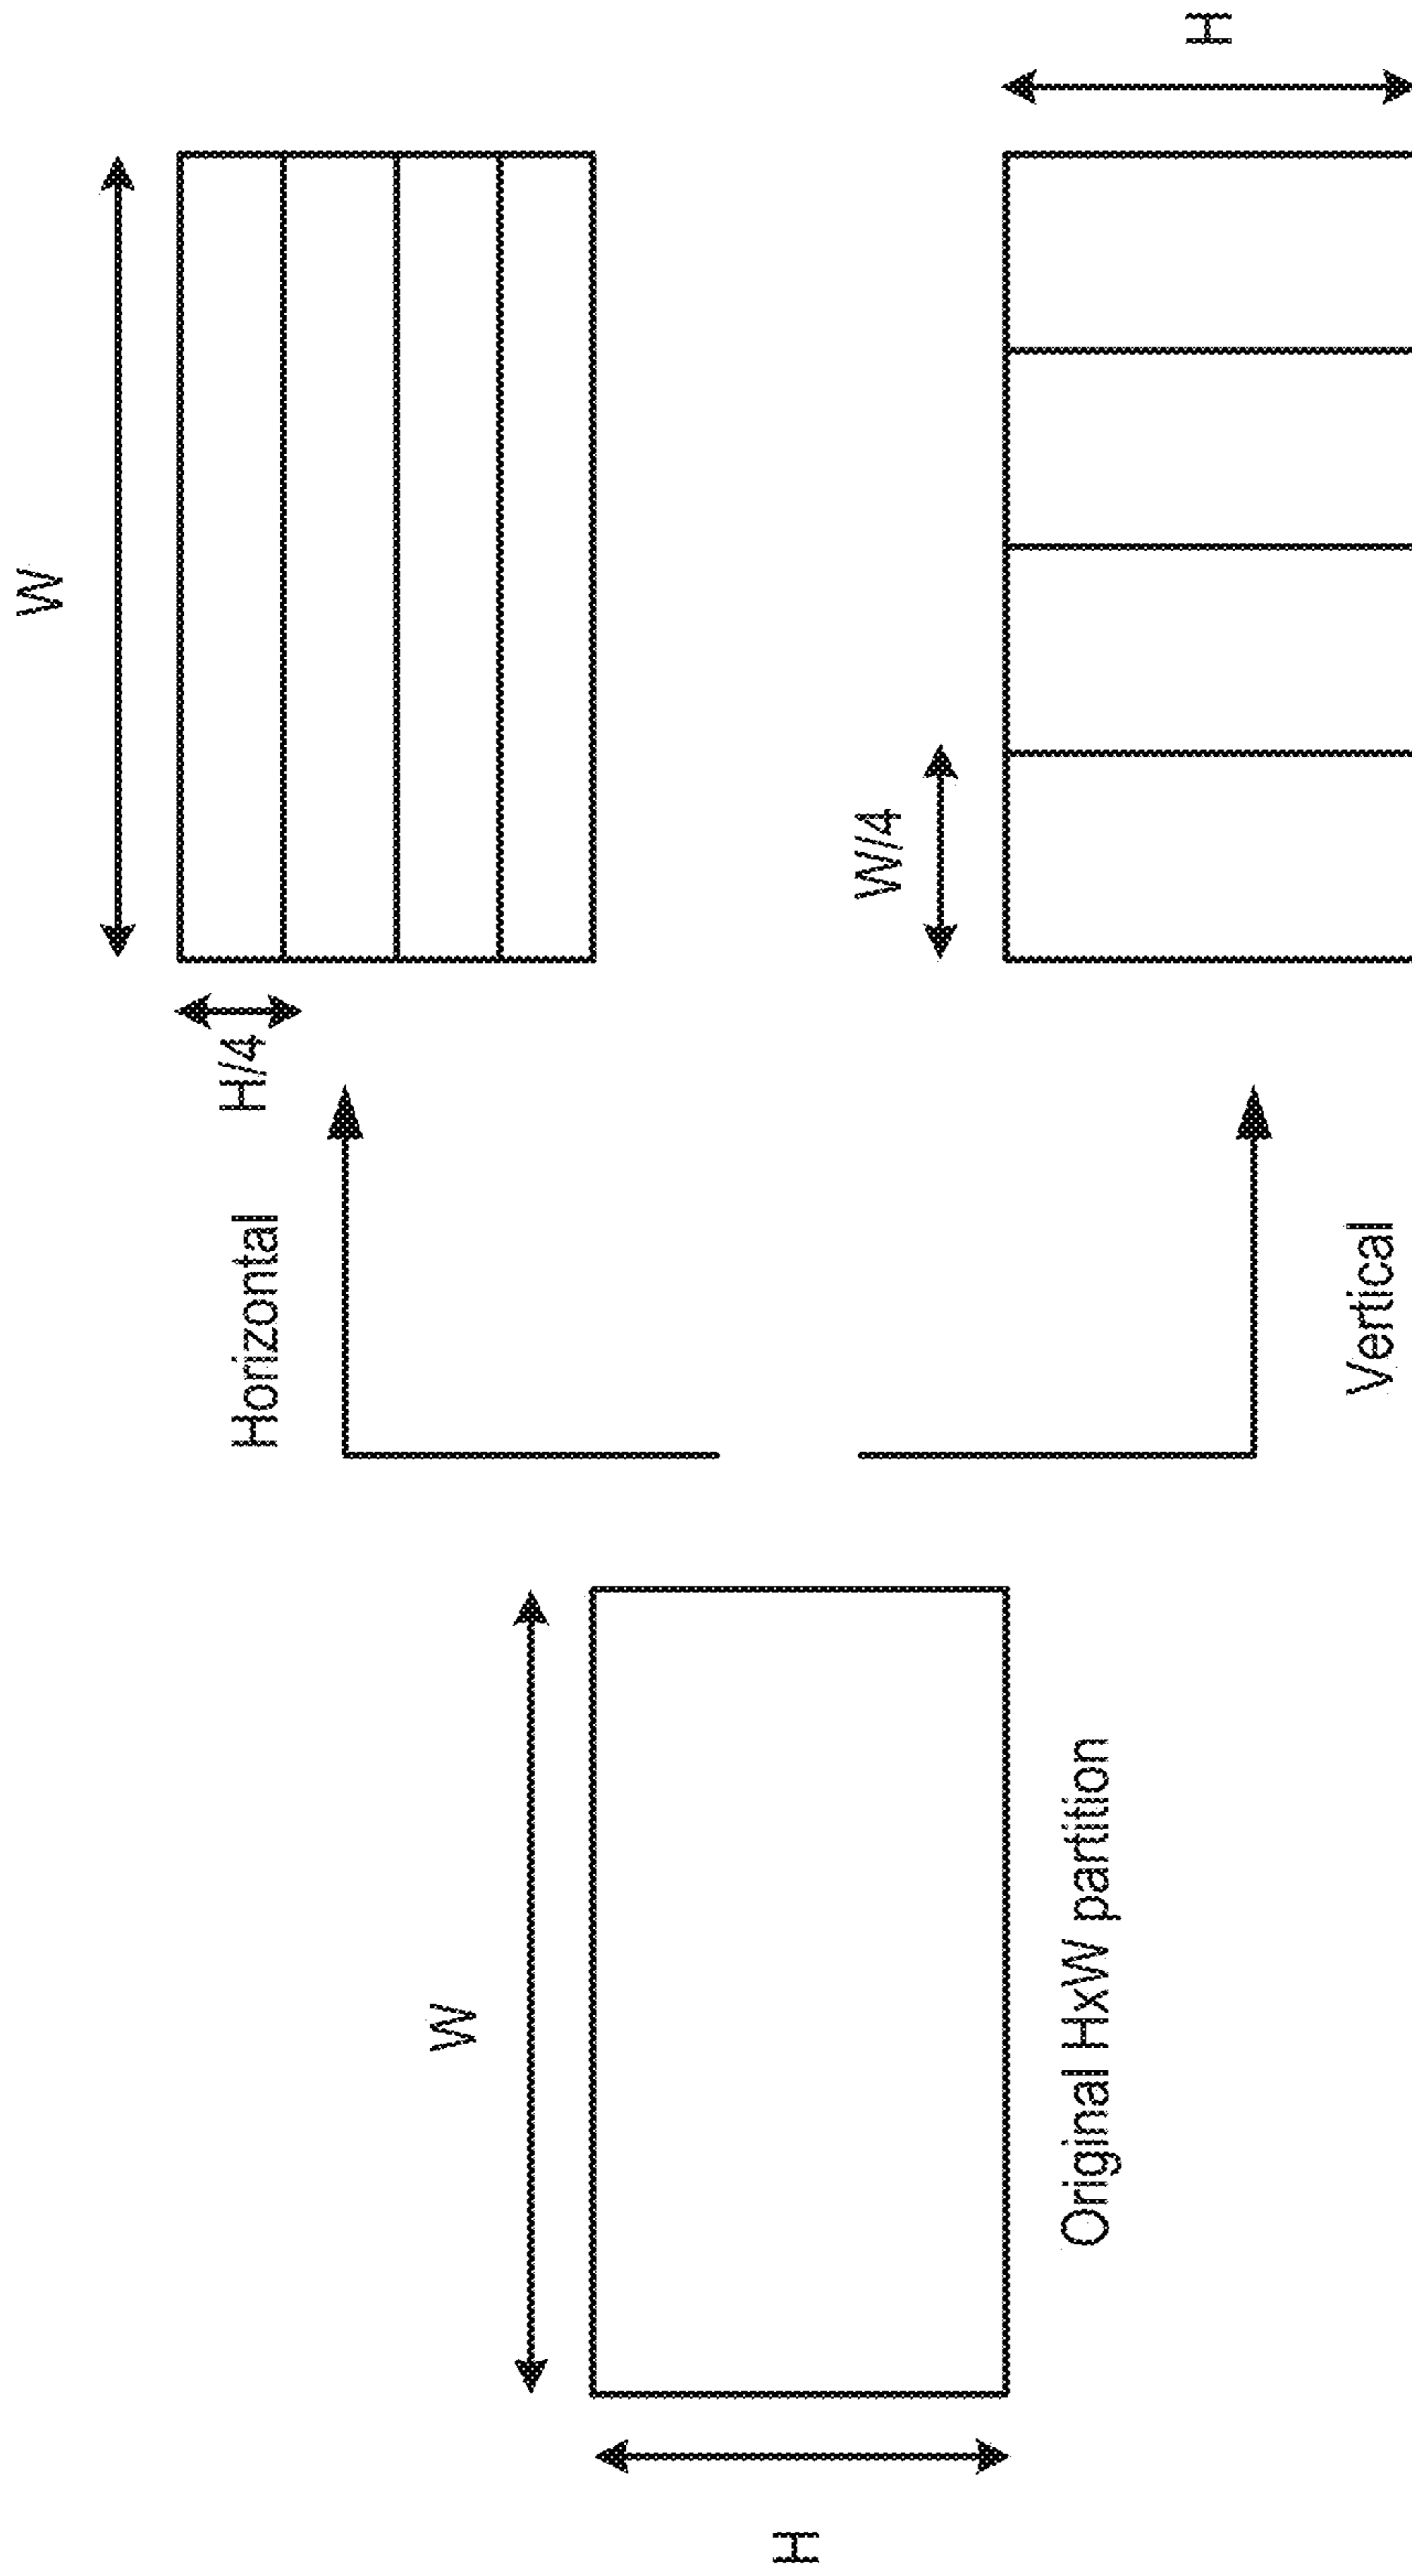 W
H
Original HxW partition
Horizontal
Vertical
W
H/4
W/4
H